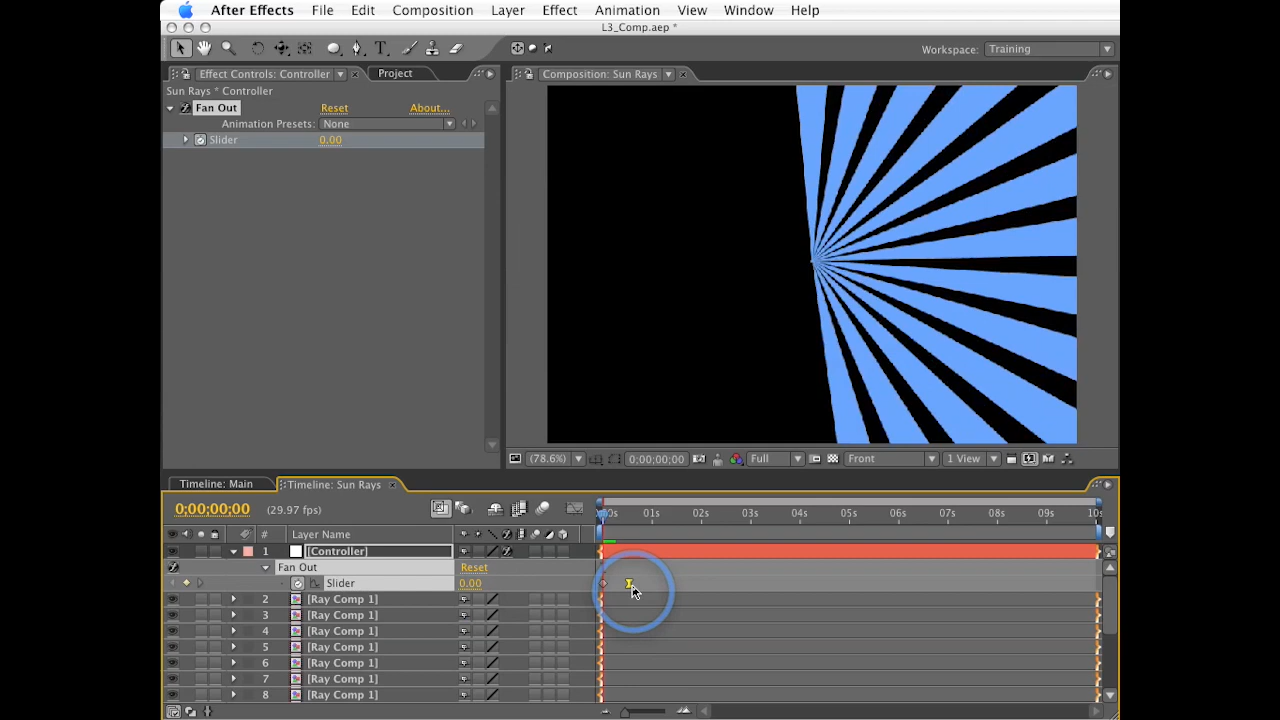 After Effects File Edit Composition Layer Effect Animation View Window Help
L3_Comp.aep *
Workspace: Training
Effect Controls: Controller Project
Composition: Sun Rays
Sun Rays * Controller
Fan Out Reset About...
Animation Presets: None
Slider 0.00
(78.6%) 0;00;00;00 Full Front 1 View
Timeline: Main Timeline: Sun Rays
0;00;00;00 (29.97 fps)
01s 02s 03s 04s 05s 06s 07s 08s 09s
# Layer Name
1 [Controller]
Fan Out Reset
Slider 0.00
2 [Ray Comp 1]
3 [Ray Comp 1]
4 [Ray Comp 1]
5 [Ray Comp 1]
6 [Ray Comp 1]
7 [Ray Comp 1]
8 [Ray Comp 1]